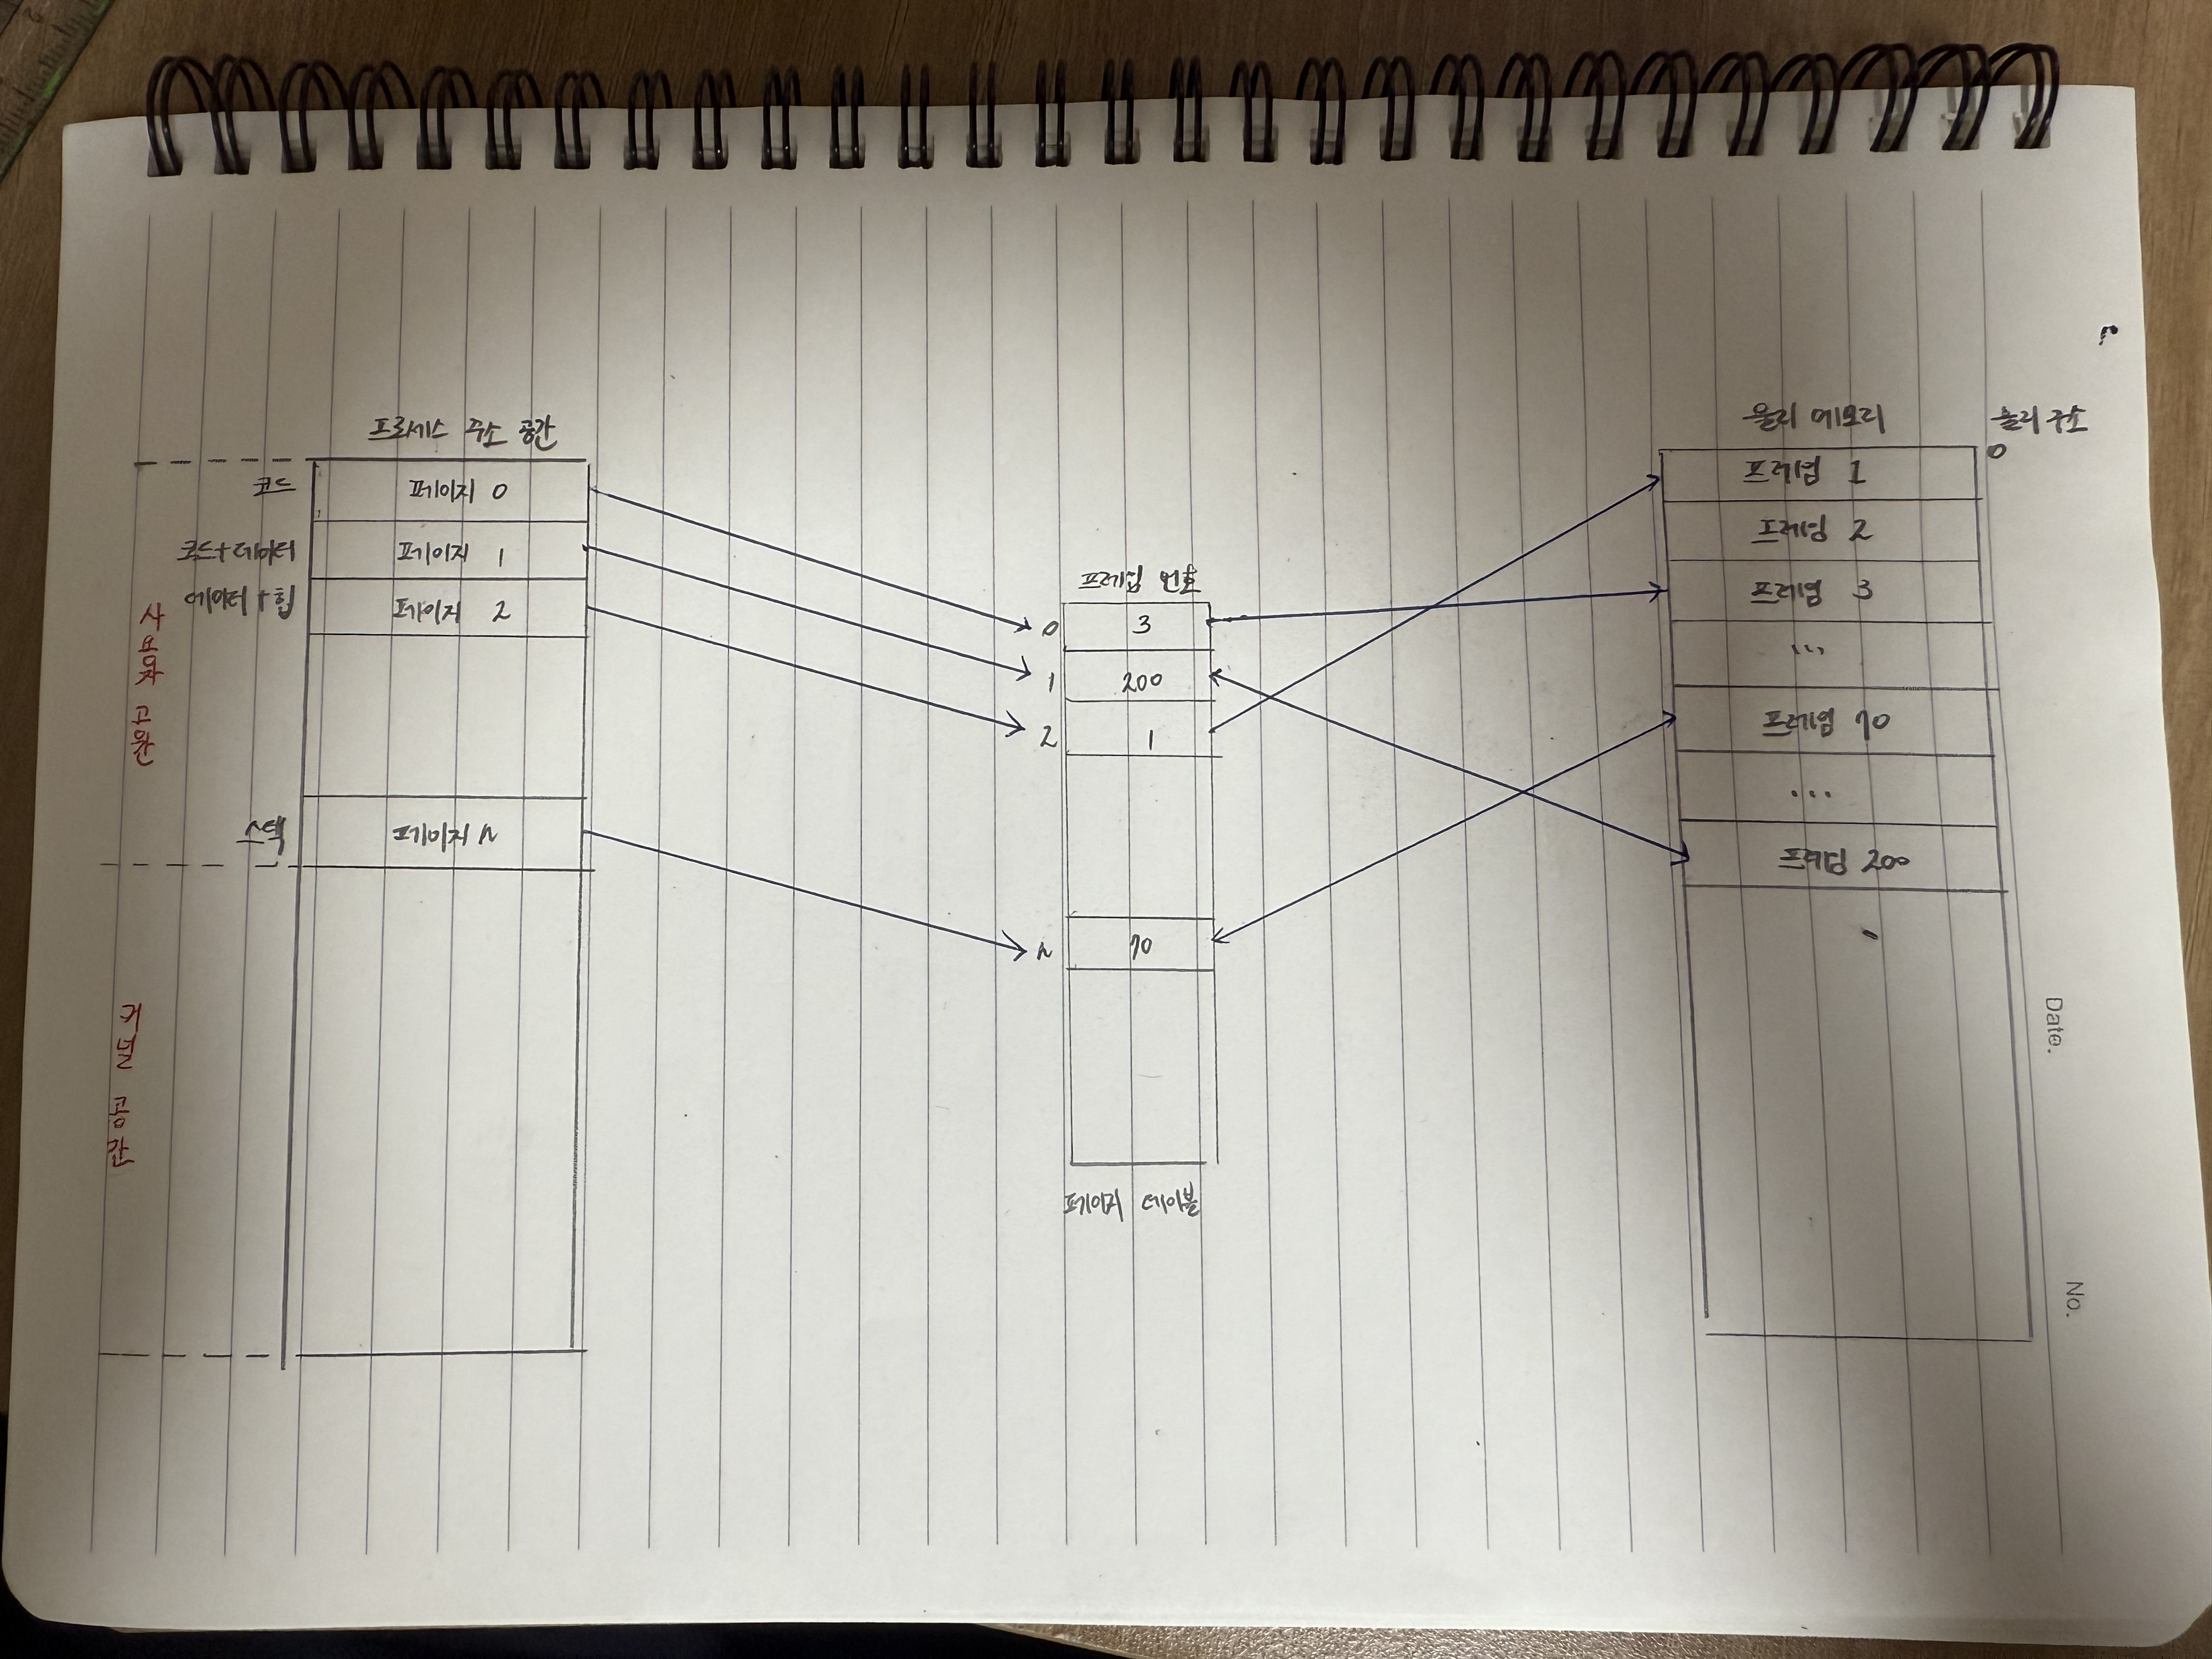 프로세스 주소 공간
코드
페이지 0
코드+데이터
페이지 1
데이터+힙
페이지 2
사용자 공간
스택
페이지 n
커널 공간
프레임 번호
0 3
1 200
2 1
n 70
페이지 테이블
물리 메모리
물리 주소
0
프레임 1
프레임 2
프레임 3
...
프레임 70
...
프레임 200
Date.
No.